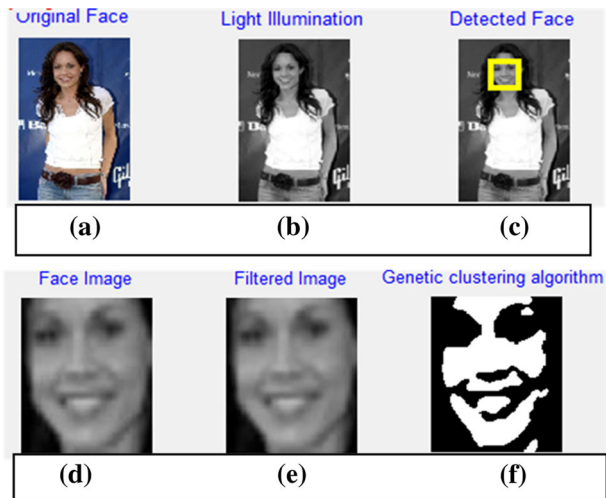 Original Face Light Illumination Detected Face
(a) (b) (c)
Face Image Filtered Image Genetic clustering algorithm
(d) (e) (f)